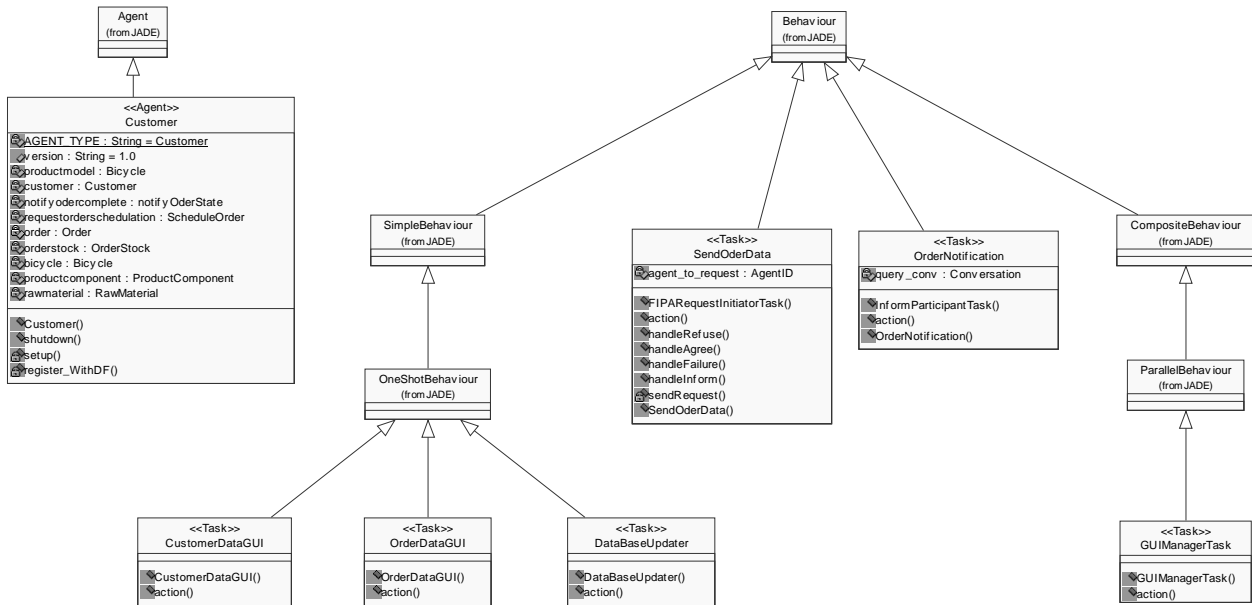 Agent
(from JADE)
<<Agent>>
Customer
AGENT_TYPE : String = Customer
version : String = 1.0
productmodel : Bicycle
customer : Customer
notifyodercomplete : notifyOderState
requestorderschedulation : ScheduleOrder
order : Order
orderstock : OrderStock
bicycle : Bicycle
productcomponent : ProductComponent
rawmaterial : RawMaterial
Customer()
shutdown()
setup()
register_WithDF()
Behaviour
(from JADE)
SimpleBehaviour
(from JADE)
<<Task>>
SendOderData
agent_to_request : AgentID
FIPARequestInitiatorTask()
action()
handleRefuse()
handleAgree()
handleFailure()
handleInform()
sendRequest()
SendOderData()
<<Task>>
OrderNotification
query_conv : Conversation
InformParticipantTask()
action()
OrderNotification()
CompositeBehaviour
(from JADE)
OneShotBehaviour
(from JADE)
ParallelBehaviour
(from JADE)
<<Task>>
CustomerDataGUI
CustomerDataGUI()
action()
<<Task>>
OrderDataGUI
OrderDataGUI()
action()
<<Task>>
DataBaseUpdater
DataBaseUpdater()
action()
<<Task>>
GUIManagerTask
GUIManagerTask()
action()